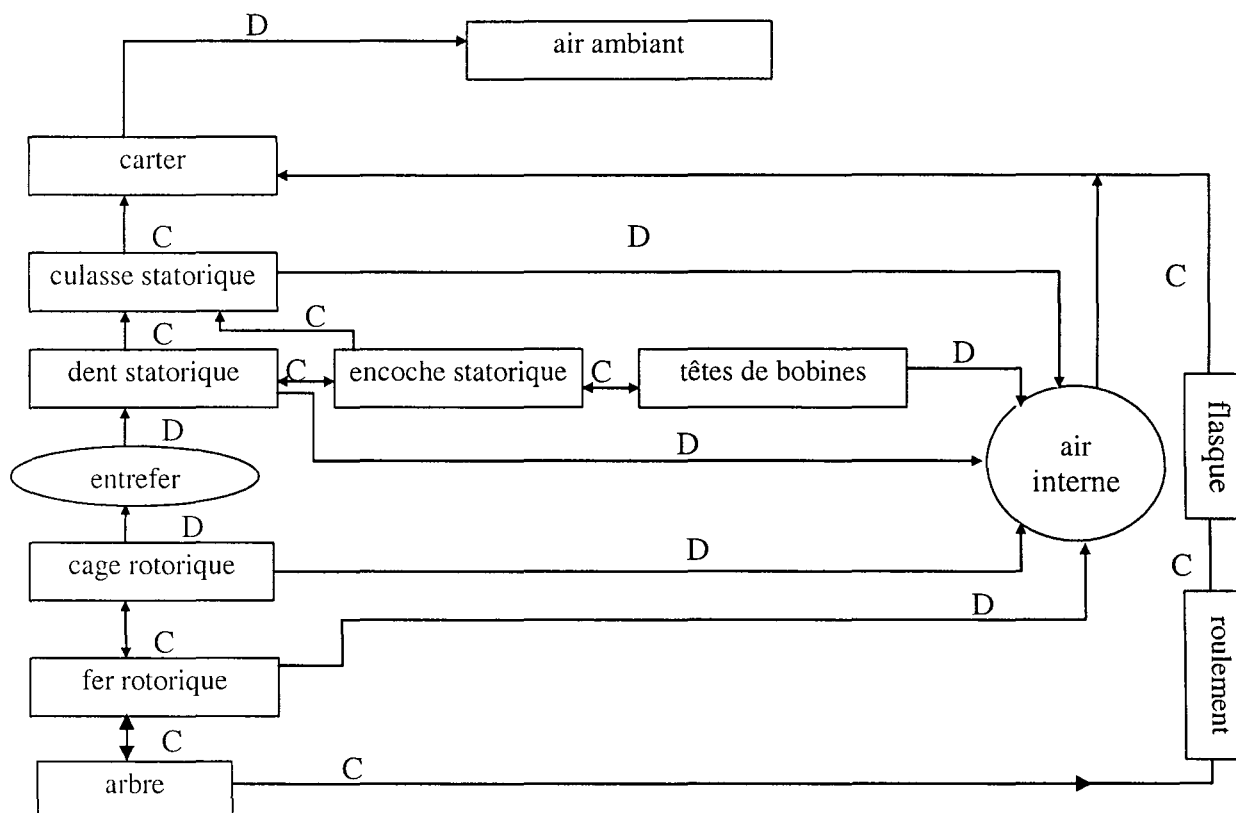 D
air ambiant
carter
C
D
culasse statorique
C
C
C
dent statorique
C
encoche statorique
C
têtes de bobines
D
D
D
entrefer
air
interne
flasque
D
cage rotorique
D
C
C
D
fer rotorique
roulement
C
arbre
C